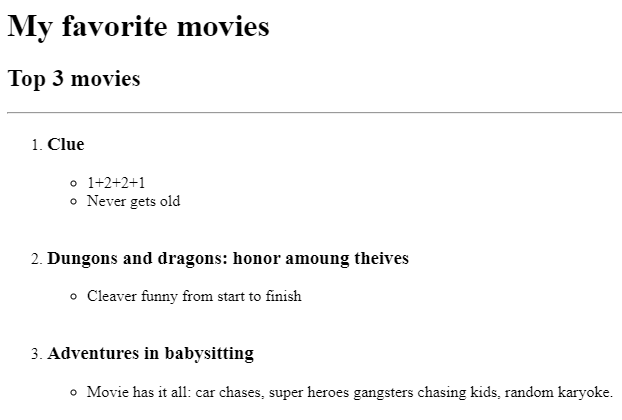 My favorite movies
Top 3 movies
1. Clue
1+2+2+1
Never gets old
2. Dungons and dragons: honor amoung theives
Cleaver funny from start to finish
3. Adventures in babysitting
Movie has it all: car chases, super heroes gangsters chasing kids, random karyoke.